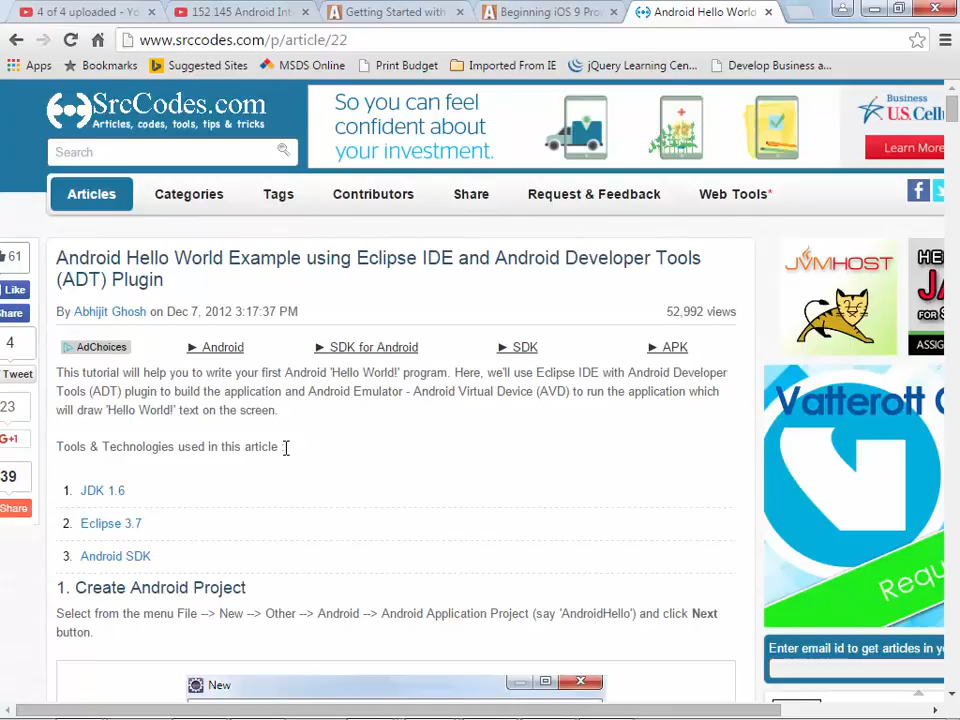 4 of 4 uploaded - You
152 145 Android Int
Getting Started with
Beginning iOS 9 Pro
Android Hello World
www.srccodes.com/p/article/22
Apps
Bookmarks
Suggested Sites
MSDS Online
Print Budget
Imported From IE
jQuery Learning Cen...
Develop Business a...
SrcCodes.com
Articles, codes, tools, tips & tricks
Search
So you can feel
confident about
your investment.
Business
U.S.Cell
Learn More
Articles
Categories
Tags
Contributors
Share
Request & Feedback
Web Tools*
61
Like
Share
4
Tweet
23
G+1
39
Share
Android Hello World Example using Eclipse IDE and Android Developer Tools
(ADT) Plugin
By Abhijit Ghosh on Dec 7, 2012 3:17:37 PM
52,992 views
AdChoices
► Android
► SDK for Android
► SDK
► APK
This tutorial will help you to write your first Android 'Hello World!' program. Here, we'll use Eclipse IDE with Android Developer
Tools (ADT) plugin to build the application and Android Emulator - Android Virtual Device (AVD) to run the application which
will draw 'Hello World!' text on the screen.
Tools & Technologies used in this article :
1. JDK 1.6
2. Eclipse 3.7
3. Android SDK
1. Create Android Project
Select from the menu File --> New --> Other --> Android --> Android Application Project (say 'AndroidHello') and click Next
button.
New
JVMHOST
HE
JA
FOR S
ASSIG
Vatterott C
Requ
Enter email id to get articles in yo